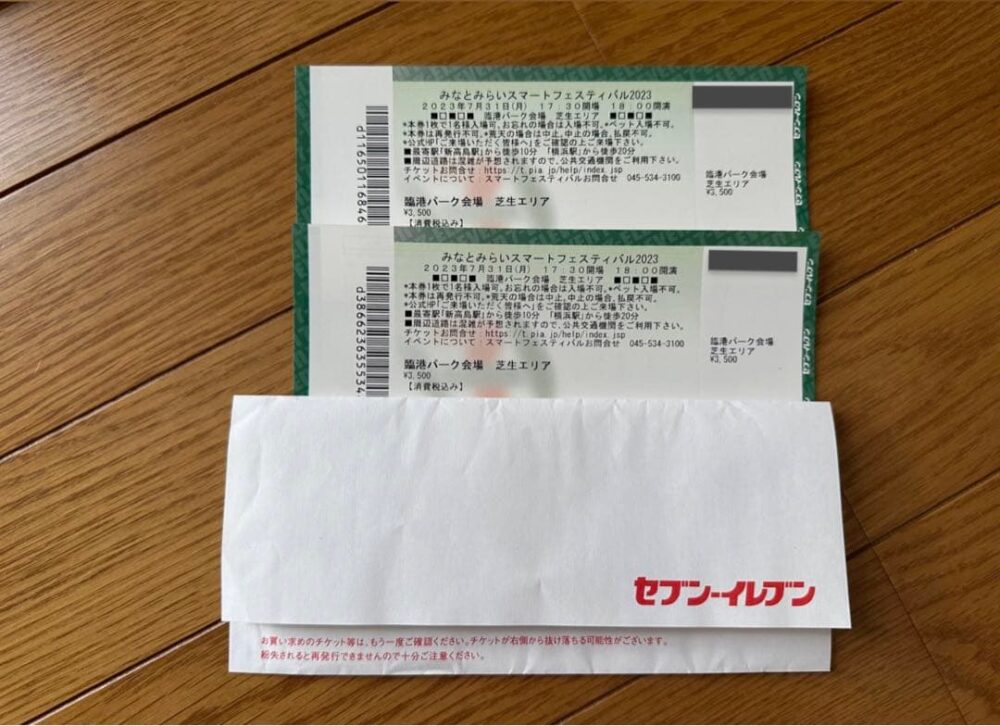 みなとみらいスマートフェスティバル2023
2023年7月31日(月) 17:30開場 18:00開演
■□■□■ 臨港パーク会場 芝生エリア ■□■□■
*本券1枚で1名様入場可。お忘れの場合は入場不可。*ペット入場不可。
*本券は再発行不可。*荒天の場合は中止。中止の場合、払戻不可。
*公式HP「ご来場いただく皆様へ」をご確認の上ご来場下さい。
■最寄駅「新高島駅」から徒歩10分 「横浜駅」から徒歩20分
■周辺道路は混雑が予想されますので、公共交通機関をご利用下さい。
チケットお問合せ:https://t.pia.jp/help/index.jsp
イベントについて:スマートフェスティバルお問合せ 045-534-3100
臨港パーク会場 芝生エリア
¥3,500
【消費税込み】
臨港パーク会場
芝生エリア
¥3,500
d11650116846
セブン-イレブン
みなとみらいスマートフェスティバル2023
2023年7月31日(月) 17:30開場 18:00開演
■□■□■ 臨港パーク会場 芝生エリア ■□■□■
*本券1枚で1名様入場可。お忘れの場合は入場不可。*ペット入場不可。
*本券は再発行不可。*荒天の場合は中止。中止の場合、払戻不可。
*公式HP「ご来場いただく皆様へ」をご確認の上ご来場下さい。
■最寄駅「新高島駅」から徒歩10分 「横浜駅」から徒歩20分
■周辺道路は混雑が予想されますので、公共交通機関をご利用下さい。
チケットお問合せ:https://t.pia.jp/help/index.jsp
イベントについて:スマートフェスティバルお問合せ 045-534-3100
臨港パーク会場 芝生エリア
¥3,500
【消費税込み】
臨港パーク会場
芝生エリア
¥3,500
d386623635534
セブン-イレブン
セブン-イレブン
お買い求めのチケット等は、もう一度ご確認ください。チケットが右側から抜け落ちる可能性がございます。
紛失されると再発行できませんので十分ご注意ください。